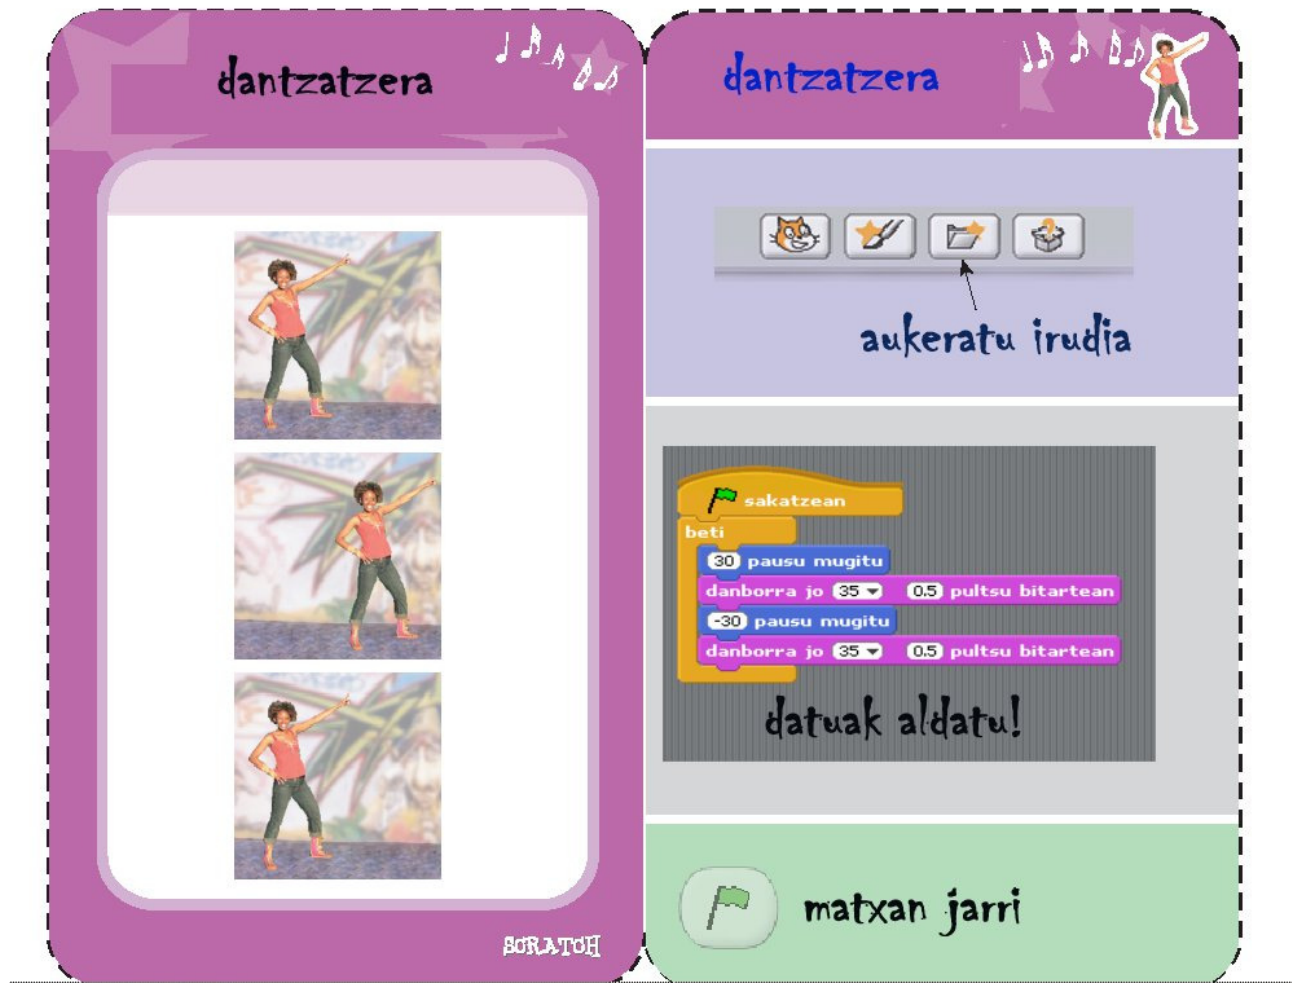 dantzatzera
SCRATCH
dantzatzera
aukeratu irudia
sakatzean
beti
30 pausu mugitu
danborra jo 35 0.5 pultsu bitartean
-30 pausu mugitu
danborra jo 35 0.5 pultsu bitartean
datuak aldatu!
matxan jarri